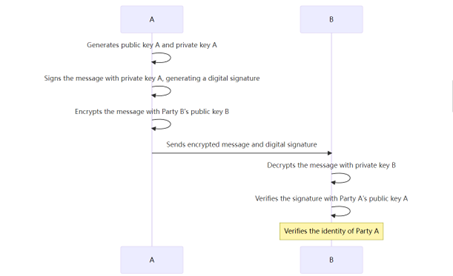 A B
Generates public key A and private key A
Signs the message with private key A, generating a digital signature
Encrypts the message with Party B's public key B
Sends encrypted message and digital signature
Decrypts the message with private key B
Verifies the signature with Party A's public key A
Verifies the identity of Party A
A B